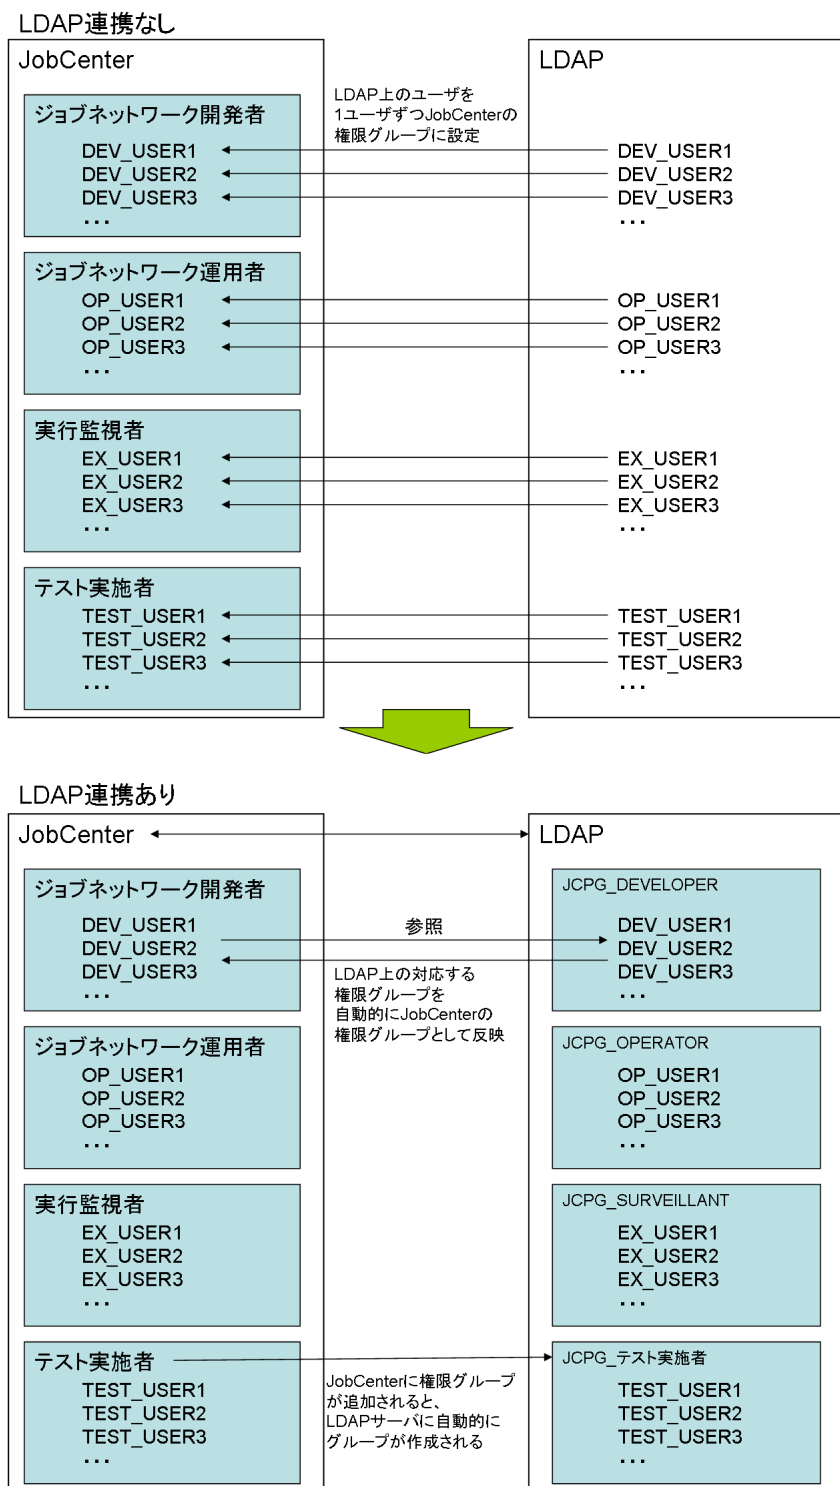 LDAP連携なし
JobCenter
ジョブネットワーク開発者
DEV_USER1
DEV_USER2
DEV_USER3
・・・
ジョブネットワーク運用者
OP_USER1
OP_USER2
OP_USER3
・・・
実行監視者
EX_USER1
EX_USER2
EX_USER3
・・・
テスト実施者
TEST_USER1
TEST_USER2
TEST_USER3
・・・
LDAP上のユーザを
1ユーザずつJobCenterの
権限グループに設定
LDAP
DEV_USER1
DEV_USER2
DEV_USER3
・・・
OP_USER1
OP_USER2
OP_USER3
・・・
EX_USER1
EX_USER2
EX_USER3
・・・
TEST_USER1
TEST_USER2
TEST_USER3
・・・
LDAP連携あり
JobCenter
ジョブネットワーク開発者
DEV_USER1
DEV_USER2
DEV_USER3
・・・
ジョブネットワーク運用者
OP_USER1
OP_USER2
OP_USER3
・・・
実行監視者
EX_USER1
EX_USER2
EX_USER3
・・・
テスト実施者
TEST_USER1
TEST_USER2
TEST_USER3
・・・
参照
LDAP上の対応する
権限グループを
自動的にJobCenterの
権限グループとして反映
JobCenterに権限グループ
が追加されると、
LDAPサーバに自動的に
グループが作成される
LDAP
JCPG_DEVELOPER
DEV_USER1
DEV_USER2
DEV_USER3
・・・
JCPG_OPERATOR
OP_USER1
OP_USER2
OP_USER3
・・・
JCPG_SURVEILLANT
EX_USER1
EX_USER2
EX_USER3
・・・
JCPG_テスト実施者
TEST_USER1
TEST_USER2
TEST_USER3
・・・